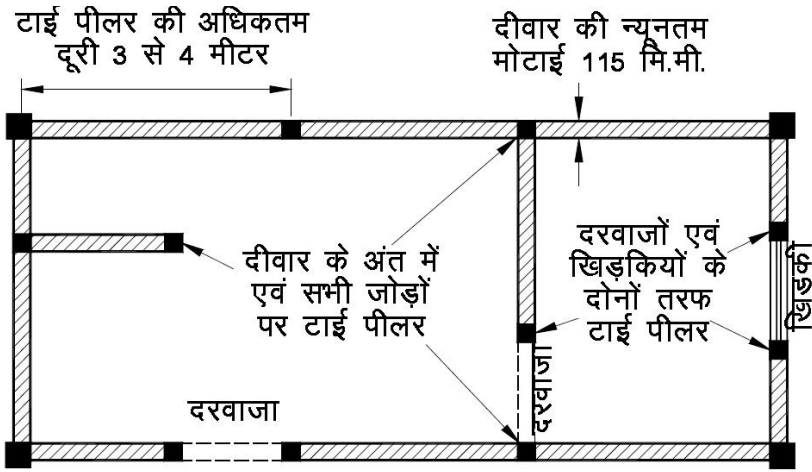 टाई पीलर की अधिकतम
दूरी 3 से 4 मीटर
दीवार की न्यूनतम
मोटाई 115 मि.मी.
दीवार के अंत में
एवं सभी जोड़ों
पर टाई पीलर
दरवाजों एवं
खिड़कियों के
दोनों तरफ
टाई पीलर
खिड़की
दरवाजा
दरवाजा